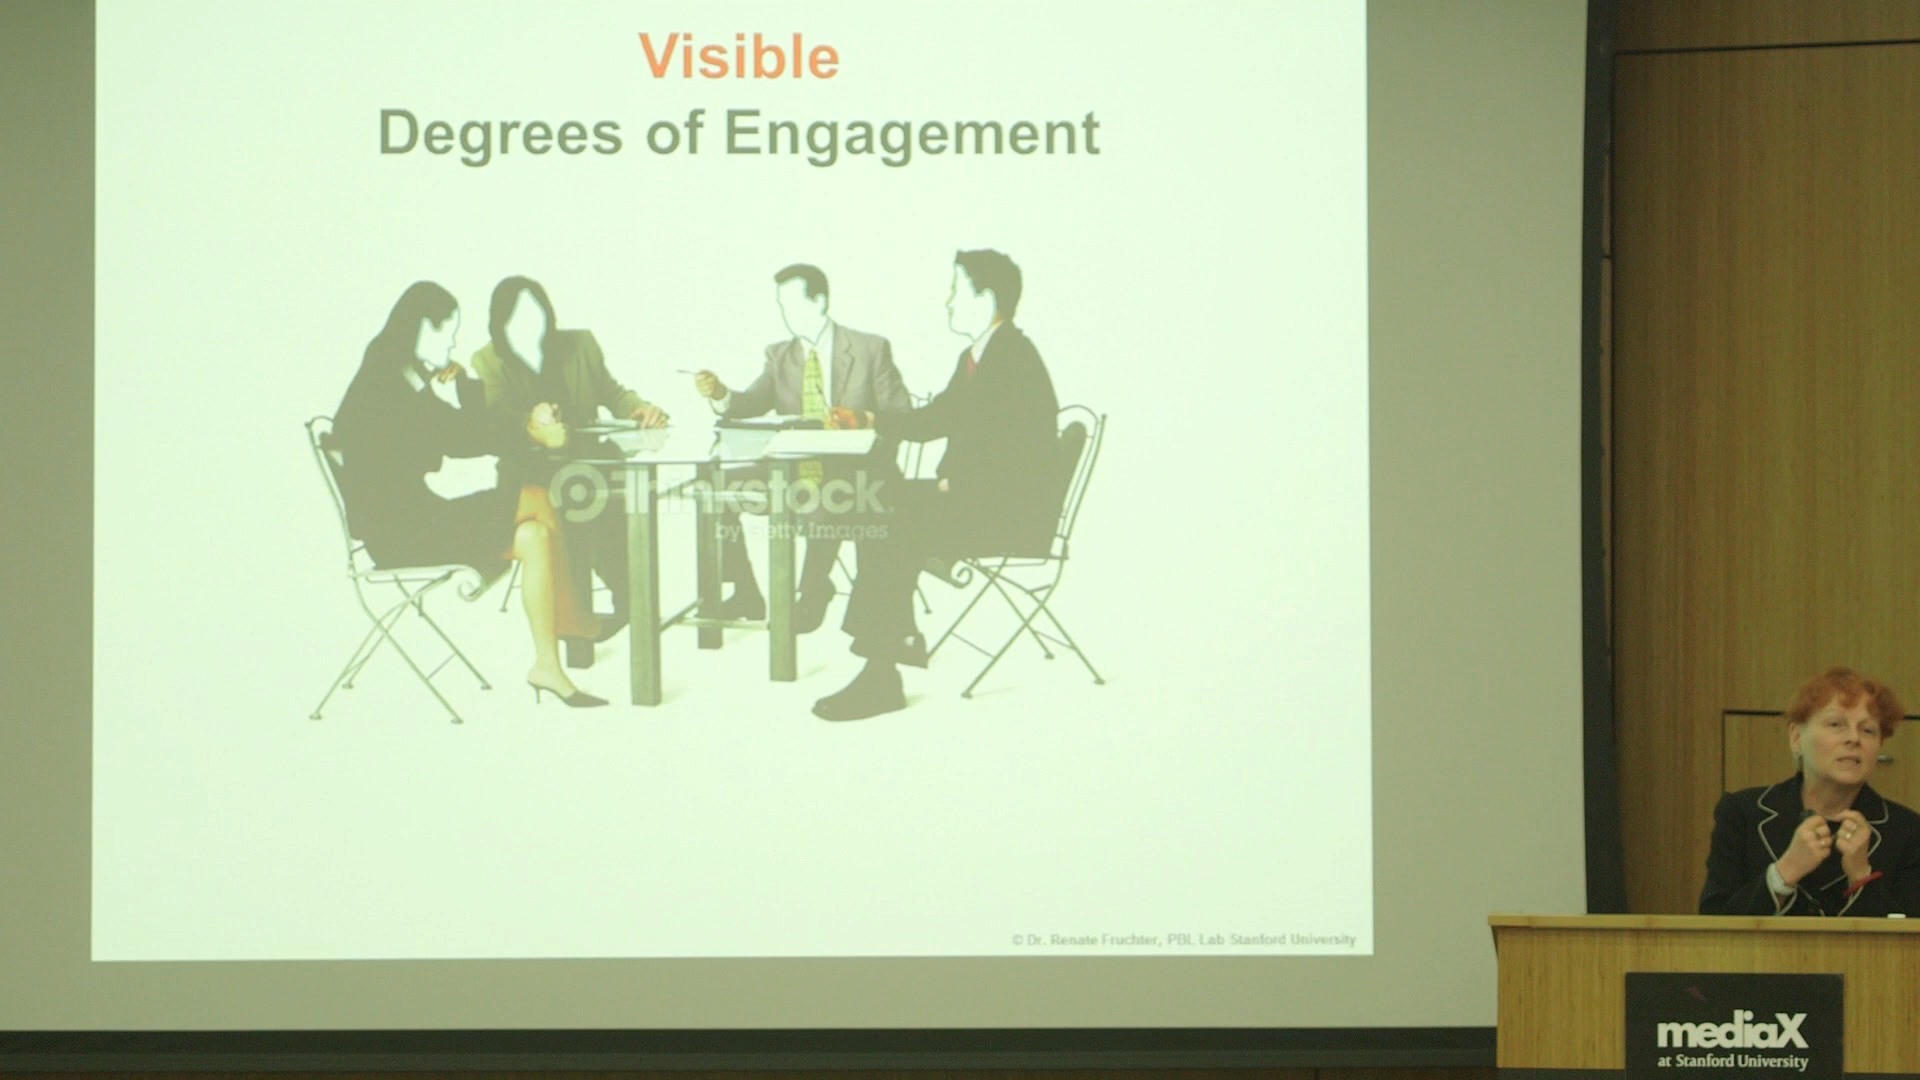 Visible
Degrees of Engagement
Thinkstock.
by Getty Images
© Dr. Renate Fruchter, PBL Lab Stanford University
mediaX
at Stanford University